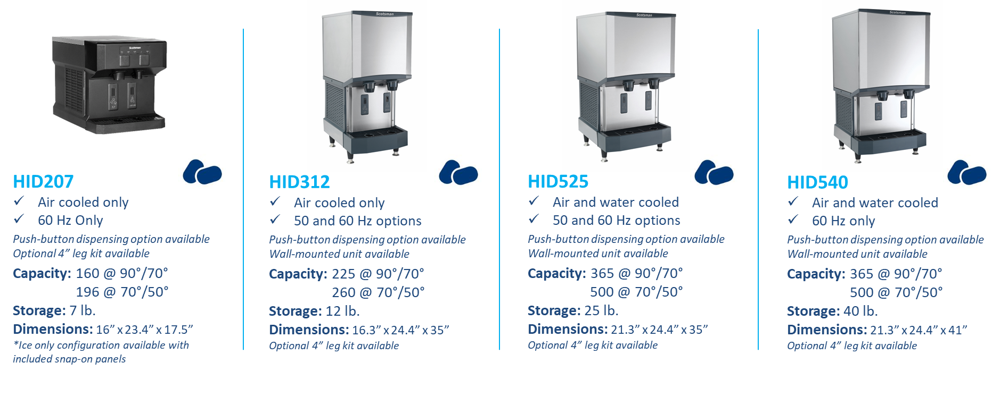 Scotsman
HID207
✓ Air cooled only
✓ 60 Hz Only
Push-button dispensing option available
Optional 4” leg kit available
Capacity: 160 @ 90°/70°
196 @ 70°/50°
Storage: 7 lb.
Dimensions: 16” x 23.4” x 17.5”
*Ice only configuration available with
included snap-on panels
Scotsman
HID312
✓ Air cooled only
✓ 50 and 60 Hz options
Push-button dispensing option available
Wall-mounted unit available
Capacity: 225 @ 90°/70°
260 @ 70°/50°
Storage: 12 lb.
Dimensions: 16.3” x 24.4” x 35”
Optional 4” leg kit available
Scotsman
HID525
✓ Air and water cooled
✓ 50 and 60 Hz options
Push-button dispensing option available
Wall-mounted unit available
Capacity: 365 @ 90°/70°
500 @ 70°/50°
Storage: 25 lb.
Dimensions: 21.3” x 24.4” x 35”
Optional 4” leg kit available
Scotsman
HID540
✓ Air and water cooled
✓ 60 Hz only
Push-button dispensing option available
Wall-mounted unit available
Capacity: 365 @ 90°/70°
500 @ 70°/50°
Storage: 40 lb.
Dimensions: 21.3” x 24.4” x 41”
Optional 4” leg kit available